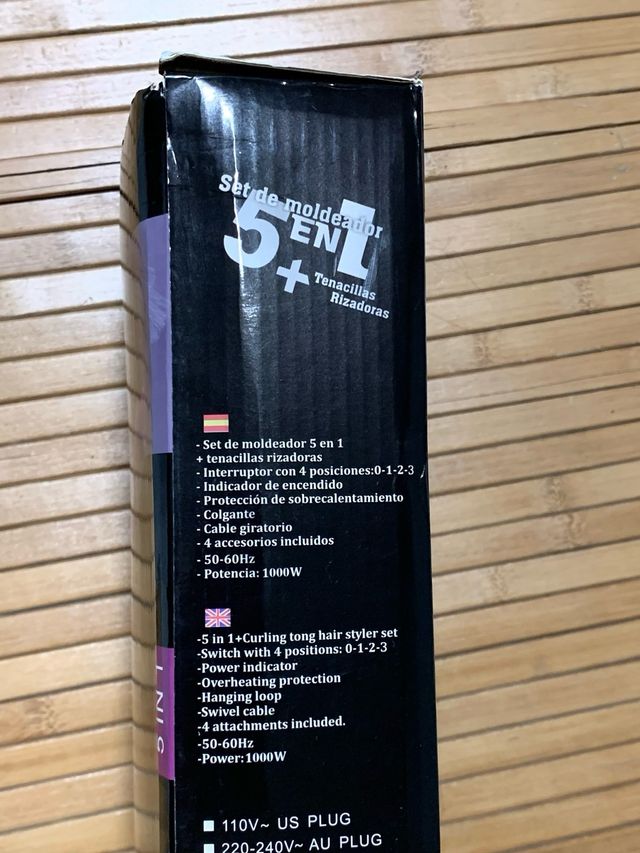 Set de moldeador
5 EN 1
+ Tenacillas
Rizadoras
- Set de moldeador 5 en 1
+ tenacillas rizadoras
- Interruptor con 4 posiciones:0-1-2-3
- Indicador de encendido
- Protección de sobrecalentamiento
- Colgante
- Cable giratorio
- 4 accesorios incluidos
- 50-60Hz
- Potencia: 1000W
-5 in 1+Curling tong hair styler set
-Switch with 4 positions: 0-1-2-3
-Power indicator
-Overheating protection
-Hanging loop
-Swivel cable
-4 attachments included.
-50-60Hz
-Power:1000W
110V~ US PLUG
220-240V~ AU PLUG
5 IN 1